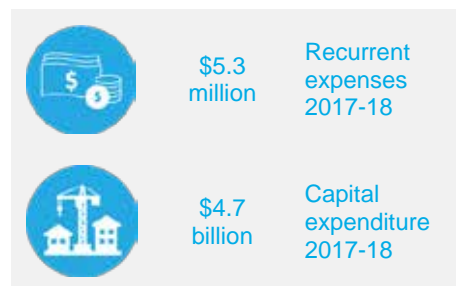 $
$
$5.3
million
Recurrent
expenses
2017-18
$4.7
billion
Capital
expenditure
2017-18